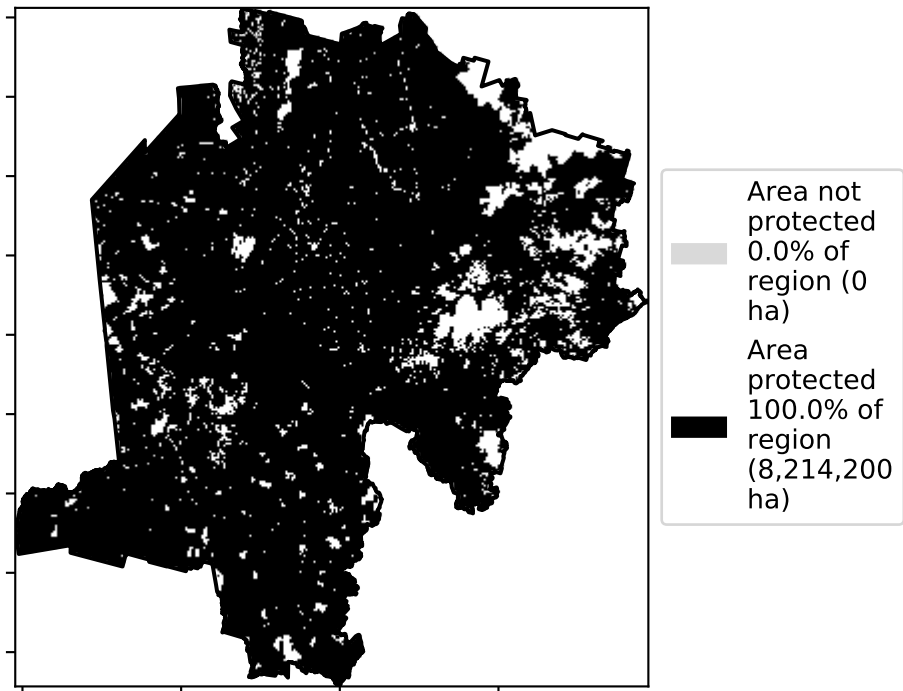 Area not
protected
0.0% of
region (0
ha)
Area
protected
100.0% of
region
(8,214,200
ha)